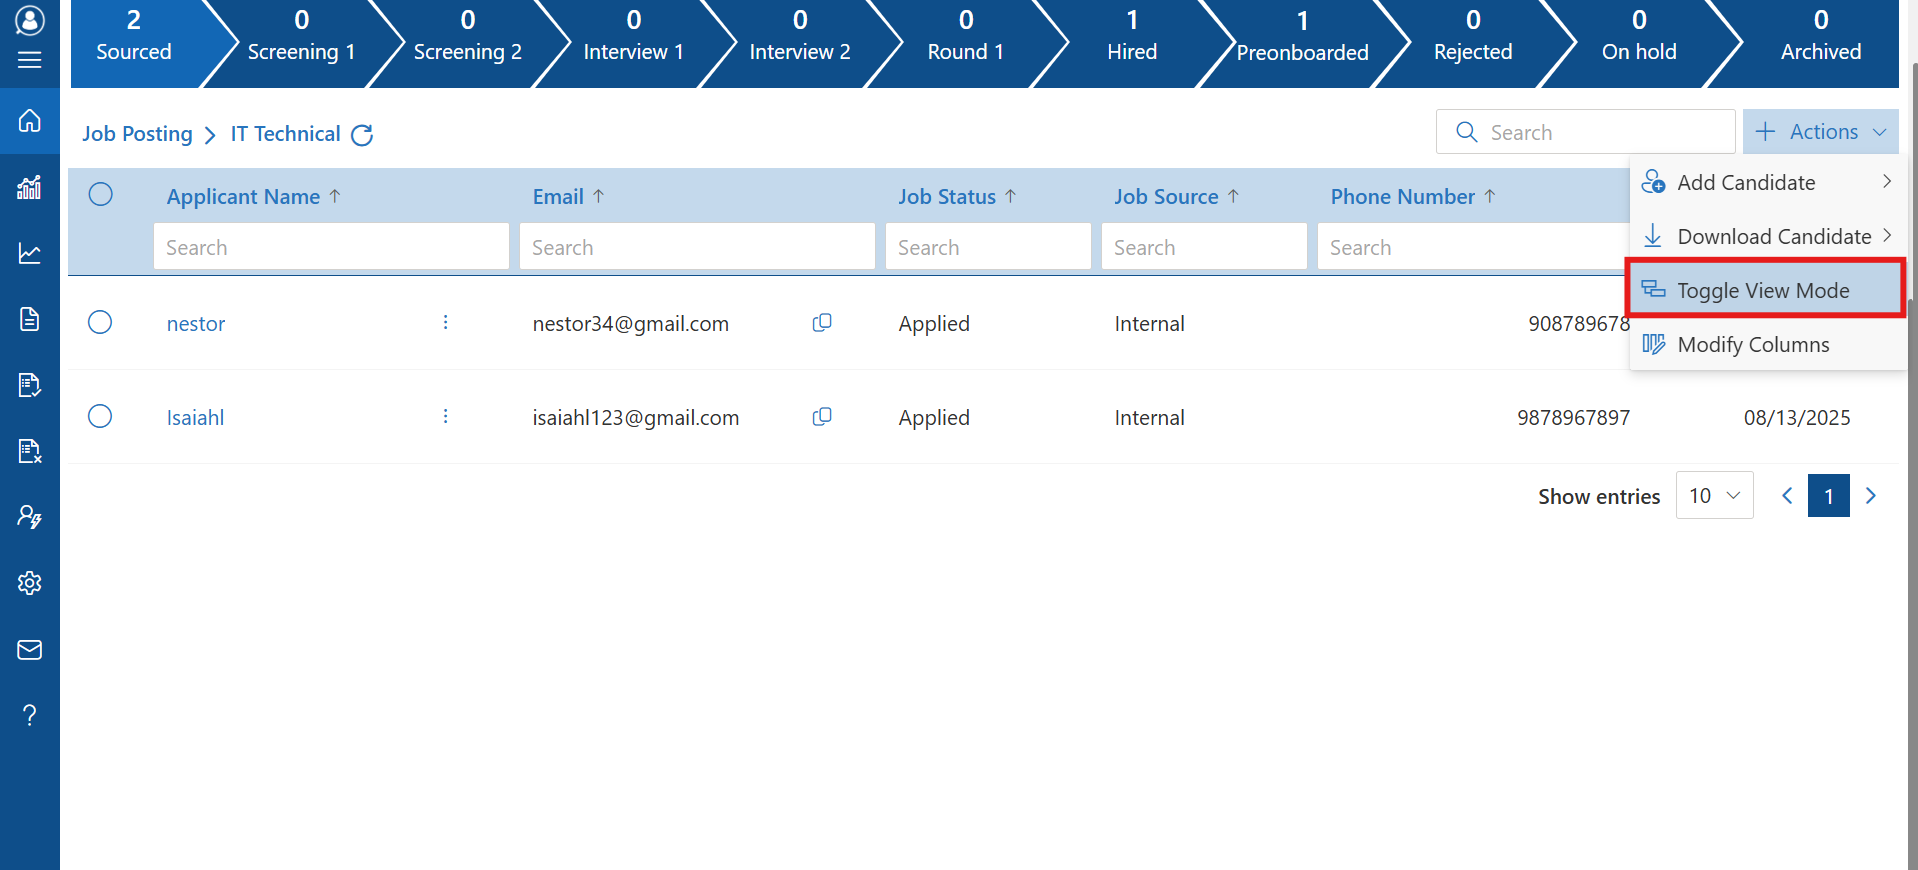 2 0 0 0 0 0 1 1 0 0 0
Sourced Screening 1 Screening 2 Interview 1 Interview 2 Round 1 Hired Preonboarded Rejected On hold Archived
Job Posting IT Technical Search Actions
Add Candidate
Applicant Name Email Job Status Job Source Phone Number
Download Candidate
Search Search Search Search Search
Toggle View Mode
nestor nestor34@gmail.com Applied Internal 908789678
Modify Columns
Isaiahl isaiahl123@gmail.com Applied Internal 9878967897 08/13/2025
Show entries 10 1